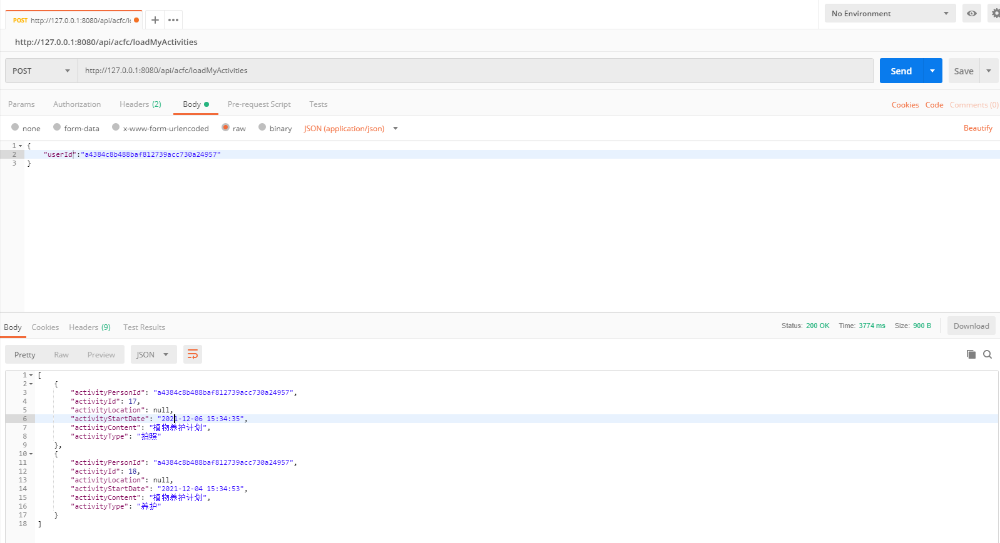 POST http://127.0.0.1:8080/api/acfc/l
No Environment
http://127.0.0.1:8080/api/acfc/loadMyActivities
POST http://127.0.0.1:8080/api/acfc/loadMyActivities Send Save
Params Authorization Headers (2) Body Pre-request Script Tests Cookies Code Comments (0)
none form-data x-www-form-urlencoded raw binary JSON (application/json) Beautify
1 {
2 "userId":"a4384c8b488baf812739acc730a24957"
3 }
Body Cookies Headers (9) Test Results Status: 200 OK Time: 3774 ms Size: 900 B Download
Pretty Raw Preview JSON
1 [
2 {
3 "activityPersonId": "a4384c8b488baf812739acc730a24957",
4 "activityId": 17,
5 "activityLocation": null,
6 "activityStartDate": "2021-12-06 15:34:35",
7 "activityContent": "植物养护计划",
8 "activityType": "拍照"
9 },
10 {
11 "activityPersonId": "a4384c8b488baf812739acc730a24957",
12 "activityId": 18,
13 "activityLocation": null,
14 "activityStartDate": "2021-12-04 15:34:53",
15 "activityContent": "植物养护计划",
16 "activityType": "养护"
17 }
18 ]